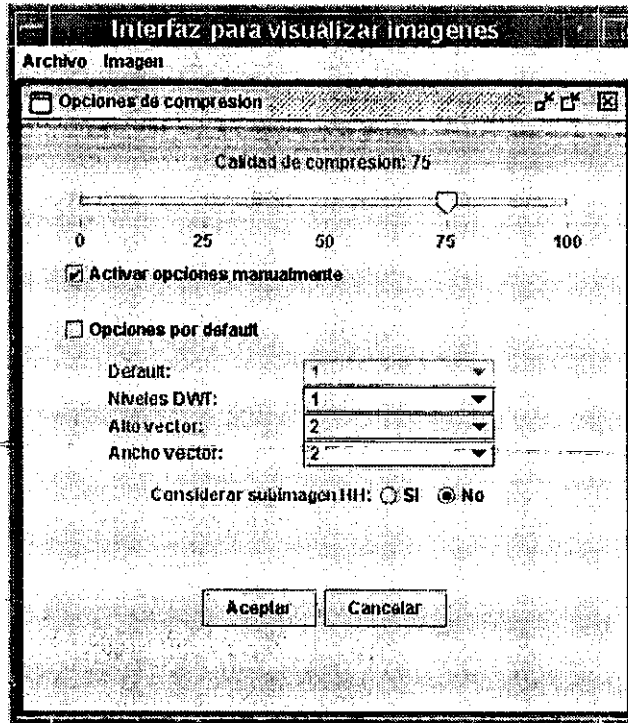 Interfaz para visualizar imagenes
Archivo Imagen
Opciones de compresion
Calidad de compresion: 75
0 25 50 75 100
Activar opciones manualmente
Opciones por default
Default: 1
Niveles DWT: 1
Alto vector: 2
Ancho vector: 2
Considerar subimagen HH: Si No
Aceptar Cancelar